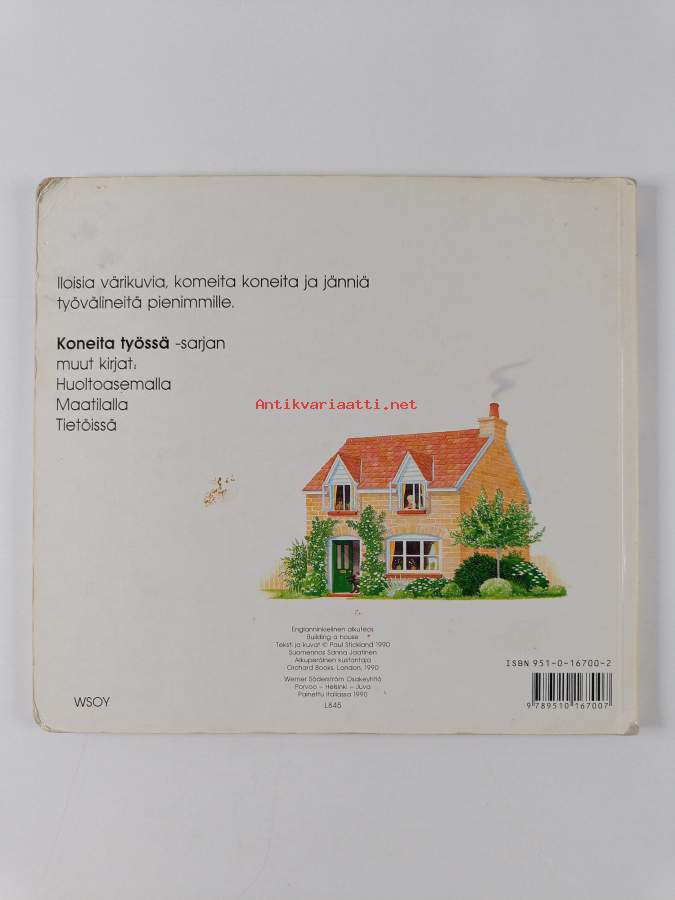 Iloisia värikuvia, komeita koneita ja jänniä
työvälineitä pienimmille.
Koneita työssä -sarjan
muut kirjat:
Huoltoasemalla
Maatilalla
Tietöissä
Antikvariaatti.net
Englanninkielinen alkuteos
Building a house
Teksti ja kuvat © Paul Stickland 1990
Suomennos Sanna Jaatinen
Alkuperäinen kustantaja
Orchard Books, London, 1990
Werner Söderström Osakeyhtiö
Porvoo – Helsinki – Juva
Painettu Italiassa 1990
L645
WSOY
ISBN 951-0-16700-2
9 789510 167007